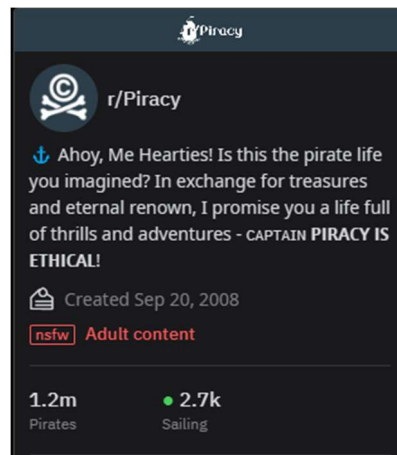 r/Piracy
r/Piracy
⚓ Ahoy, Me Hearties! Is this the pirate life
you imagined? In exchange for treasures
and eternal renown, I promise you a life full
of thrills and adventures - ᴄᴀᴘᴛᴀɪɴ PIRACY IS
ETHICAL!
Created Sep 20, 2008
nsfw Adult content
1.2m 2.7k
Pirates Sailing